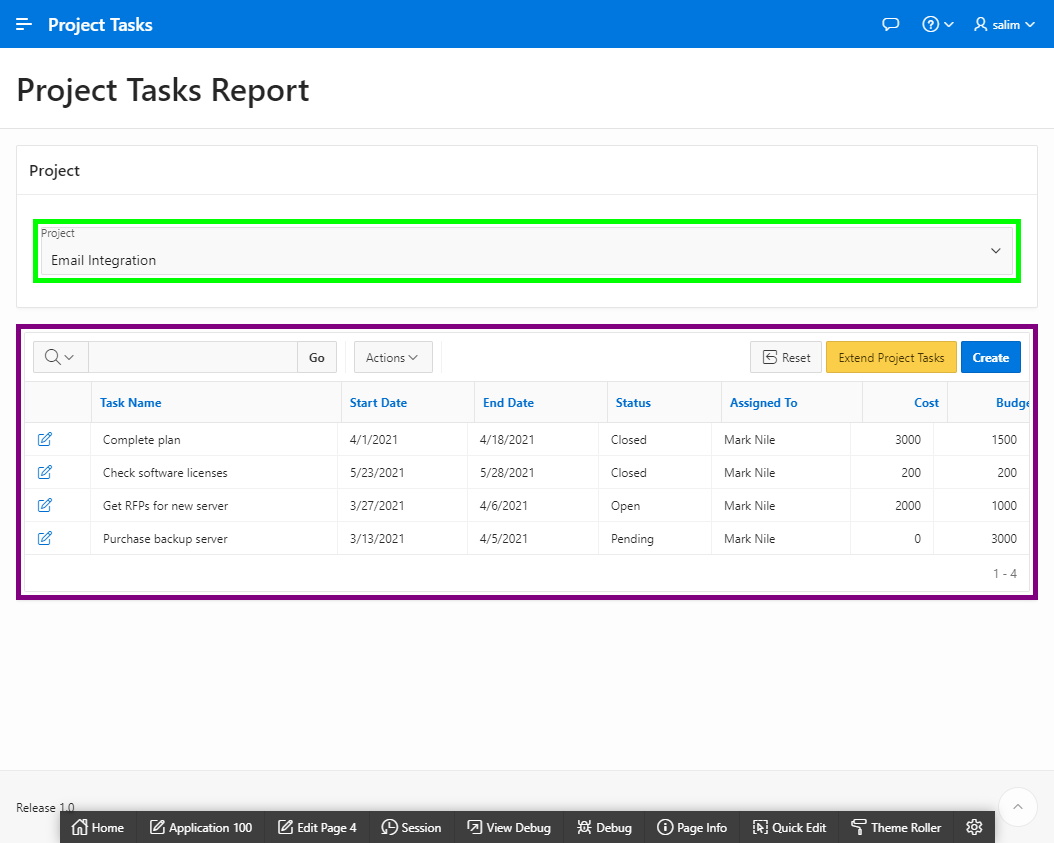 Project Tasks
salim
Project Tasks Report
Project
Project
Email Integration
Go Actions Reset Extend Project Tasks Create
Task Name Start Date End Date Status Assigned To Cost Budge
Complete plan 4/1/2021 4/18/2021 Closed Mark Nile 3000 1500
Check software licenses 5/23/2021 5/28/2021 Closed Mark Nile 200 200
Get RFPs for new server 3/27/2021 4/6/2021 Open Mark Nile 2000 1000
Purchase backup server 3/13/2021 4/5/2021 Pending Mark Nile 0 3000
1 - 4
Release 1.0
Home Application 100 Edit Page 4 Session View Debug Debug Page Info Quick Edit Theme Roller